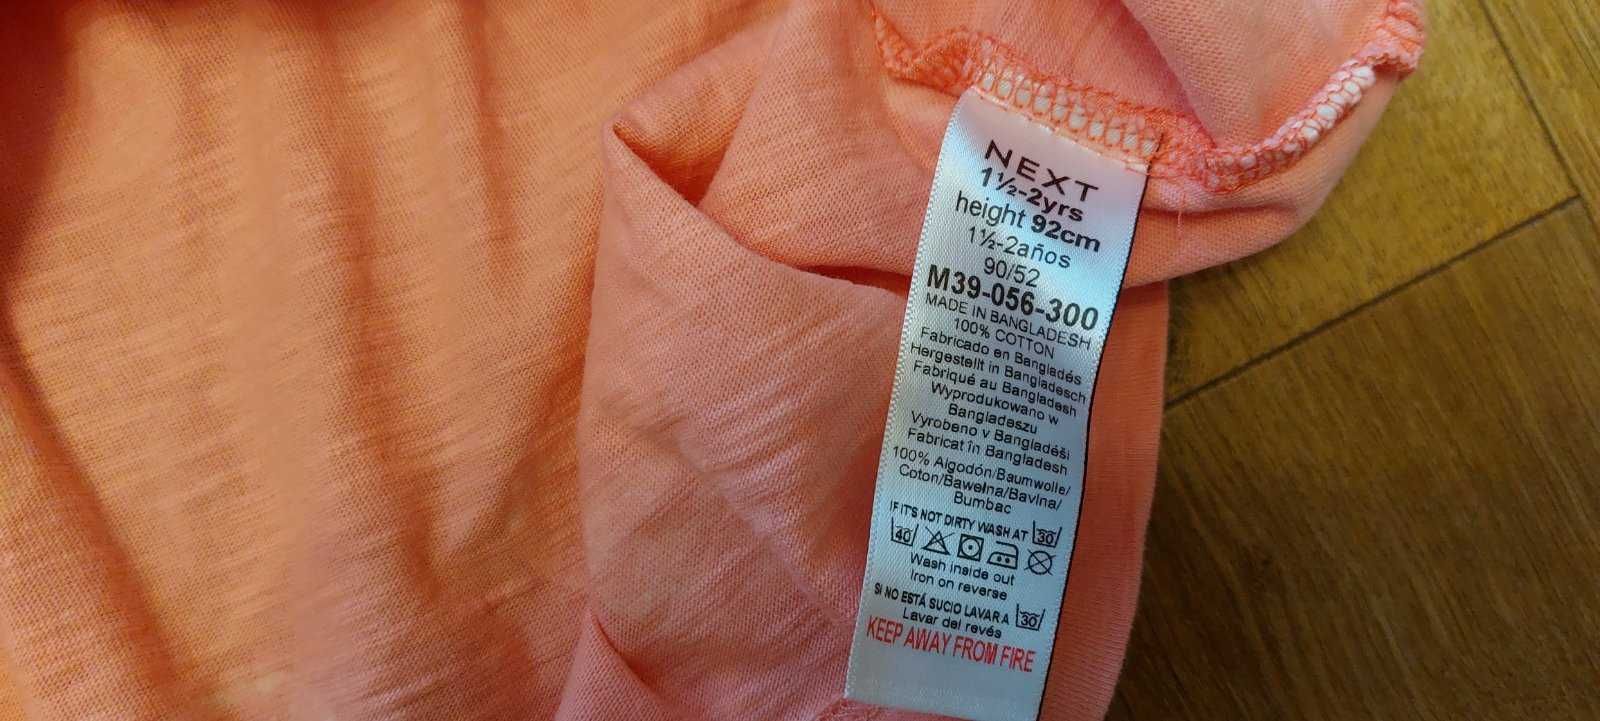 NEXT
1½-2yrs
height 92cm
1½-2años
90/52
M39-056-300
MADE IN BANGLADESH
100% COTTON
Fabricado en Bangladés
Hergestellt in Bangladesch
Fabriqué au Bangladesh
Wyprodukowano w
Bangladeszu
Vyrobeno v Bangladéši
Fabricat în Bangladesh
100% Algodón/Baumwolle/
Coton/Bawełna/Bavlna/
Bumbac
IF IT'S NOT DIRTY WASH AT 30
40
Wash inside out
Iron on reverse
SI NO ESTÁ SUCIO LAVAR A 30
Lavar del revés
KEEP AWAY FROM FIRE